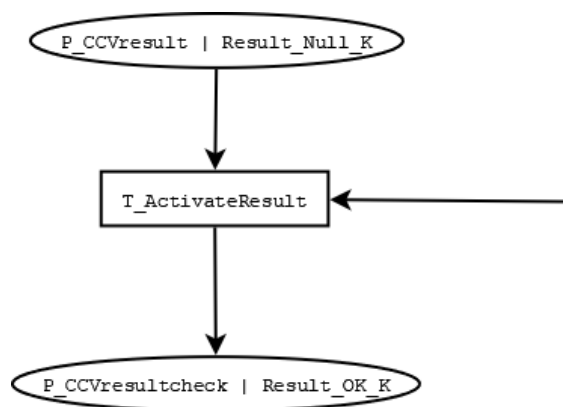 P_CCVresult | Result_Null_K
T_ActivateResult
P_CCVresultcheck | Result_OK_K